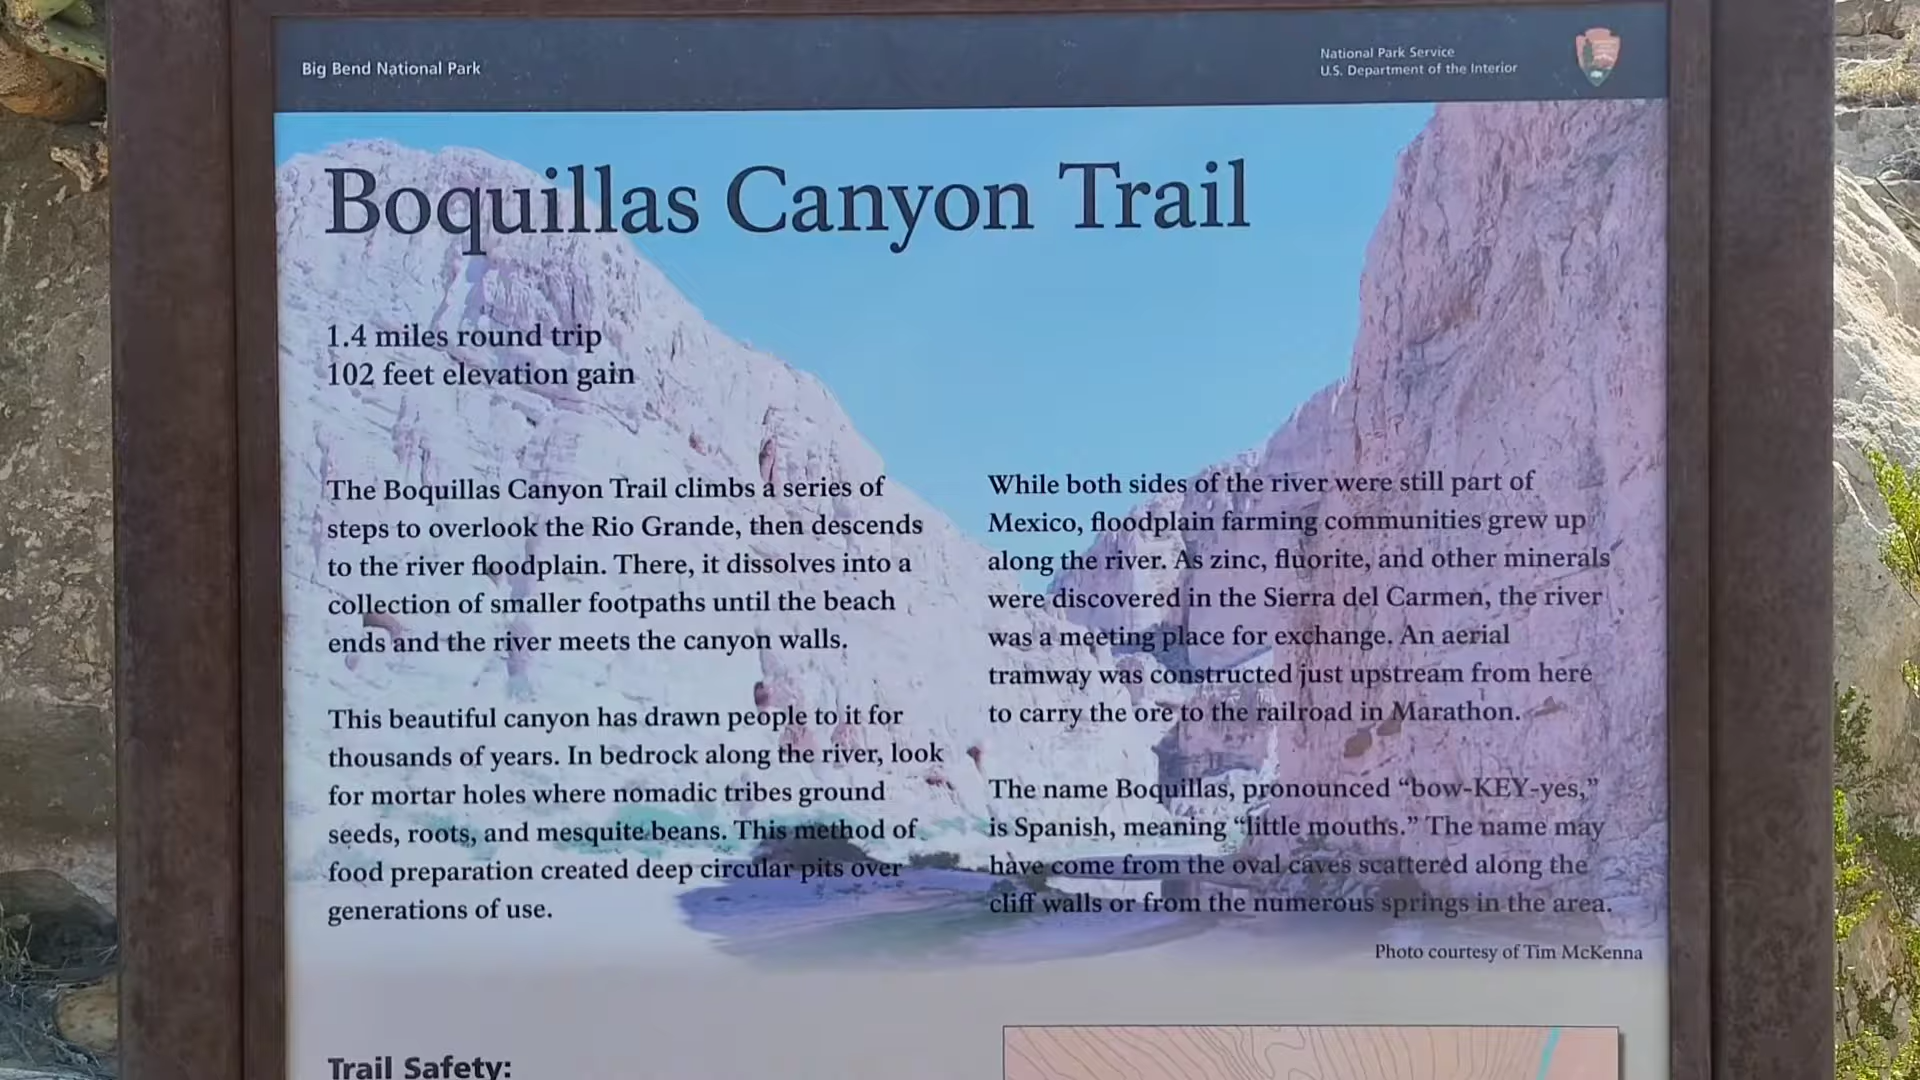 Big Bend National Park
National Park Service
U.S. Department of the Interior
Boquillas Canyon Trail
1.4 miles round trip
102 feet elevation gain
The Boquillas Canyon Trail climbs a series of
steps to overlook the Rio Grande, then descends
to the river floodplain. There, it dissolves into a
collection of smaller footpaths until the beach
ends and the river meets the canyon walls.
This beautiful canyon has drawn people to it for
thousands of years. In bedrock along the river, look
for mortar holes where nomadic tribes ground
seeds, roots, and mesquite beans. This method of
food preparation created deep circular pits over
generations of use.
While both sides of the river were still part of
Mexico, floodplain farming communities grew up
along the river. As zinc, fluorite, and other minerals
were discovered in the Sierra del Carmen, the river
was a meeting place for exchange. An aerial
tramway was constructed just upstream from here
to carry the ore to the railroad in Marathon.
The name Boquillas, pronounced “bow-KEY-yes,”
is Spanish, meaning “little mouths.” The name may
have come from the oval caves scattered along the
cliff walls or from the numerous springs in the area.
Photo courtesy of Tim McKenna
Trail Safety: